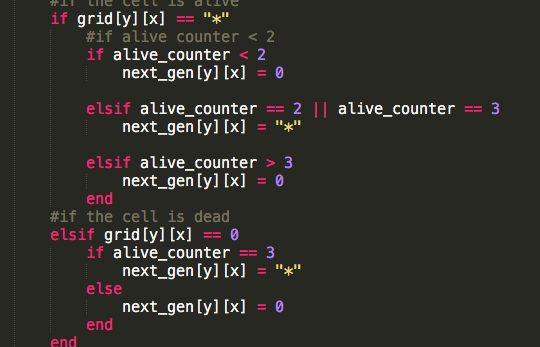 #if the cell is alive
if grid[y][x] == "*"
#if alive counter < 2
if alive_counter < 2
next_gen[y][x] = 0
elsif alive_counter == 2 || alive_counter == 3
next_gen[y][x] = "*"
elsif alive_counter > 3
next_gen[y][x] = 0
end
#if the cell is dead
elsif grid[y][x] == 0
if alive_counter == 3
next_gen[y][x] = "*"
else
next_gen[y][x] = 0
end
end